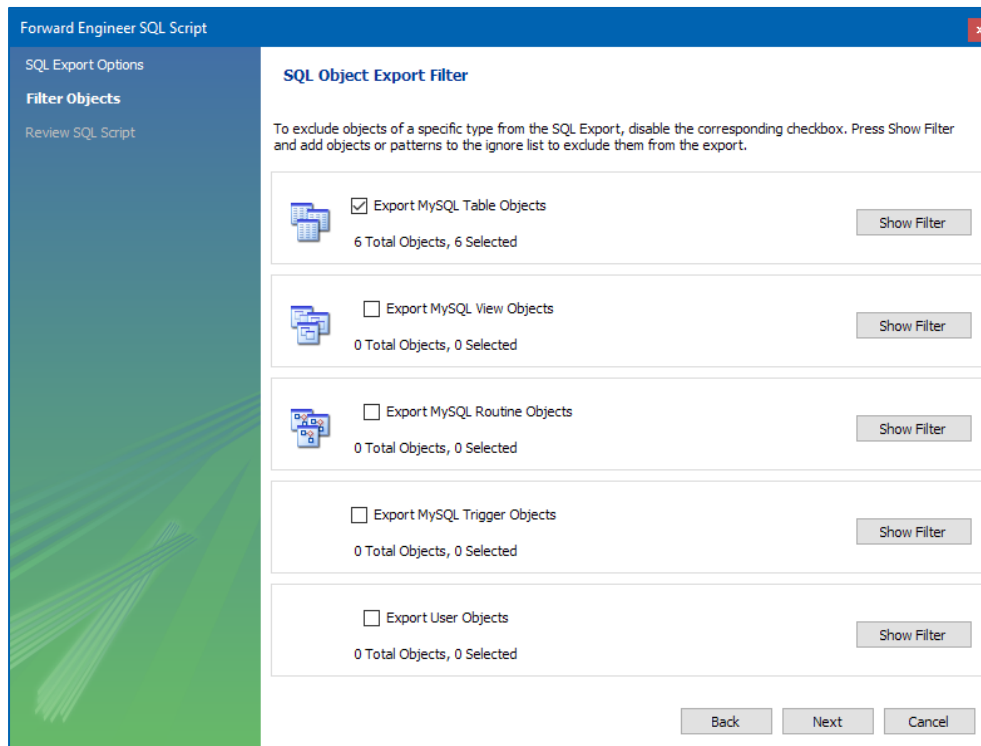 Forward Engineer SQL Script
SQL Export Options
Filter Objects
Review SQL Script
SQL Object Export Filter
To exclude objects of a specific type from the SQL Export, disable the corresponding checkbox. Press Show Filter
and add objects or patterns to the ignore list to exclude them from the export.
Export MySQL Table Objects
6 Total Objects, 6 Selected
Show Filter
Export MySQL View Objects
0 Total Objects, 0 Selected
Show Filter
Export MySQL Routine Objects
0 Total Objects, 0 Selected
Show Filter
Export MySQL Trigger Objects
0 Total Objects, 0 Selected
Show Filter
Export User Objects
0 Total Objects, 0 Selected
Show Filter
Back Next Cancel